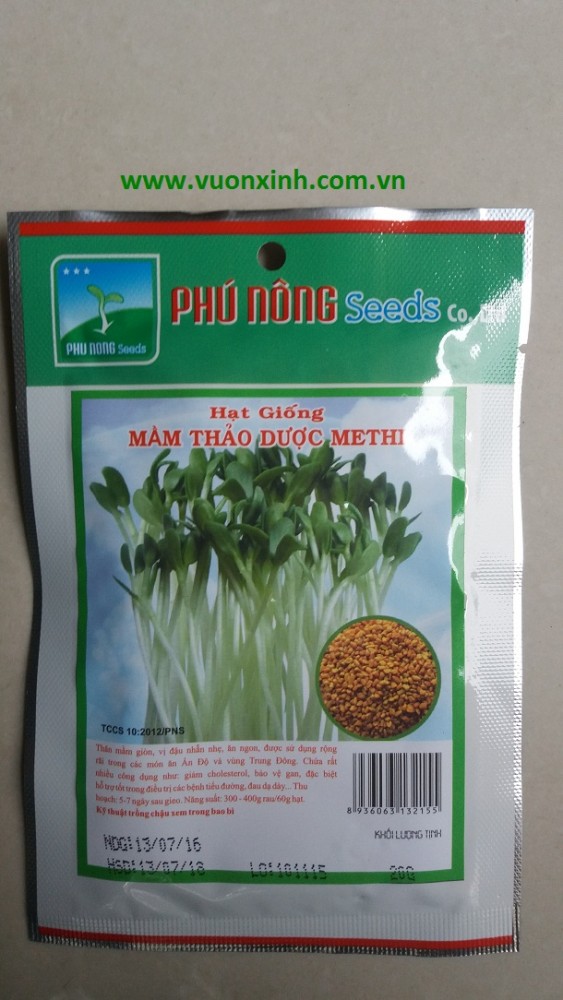 www.vuonxinh.com.vn
PHÚ NÔNG Seeds Co., Ltd
PHU NONG Seeds
Hạt Giống
MẦM THẢO DƯỢC METHI
TCCS 10:2012/PNS
Thân mầm giòn, vị đậu nhẫn nhẹ, ăn ngon, được sử dụng rộng
rãi trong các món ăn Ấn Độ và vùng Trung Đông. Chứa rất
nhiều công dụng như: giảm cholesterol, bảo vệ gan, đặc biệt
hỗ trợ tốt trong điều trị các bệnh tiểu đường, đau dạ dày... Thu
hoạch: 5-7 ngày sau gieo. Năng suất: 300 - 400g rau/60g hạt.
Kỹ thuật trồng chậu xem trong bao bì
8 936063 132155
KHỐI LƯỢNG TỊNH
NDG:13/07/16
HSD:13/07/18 LO:101115 20G